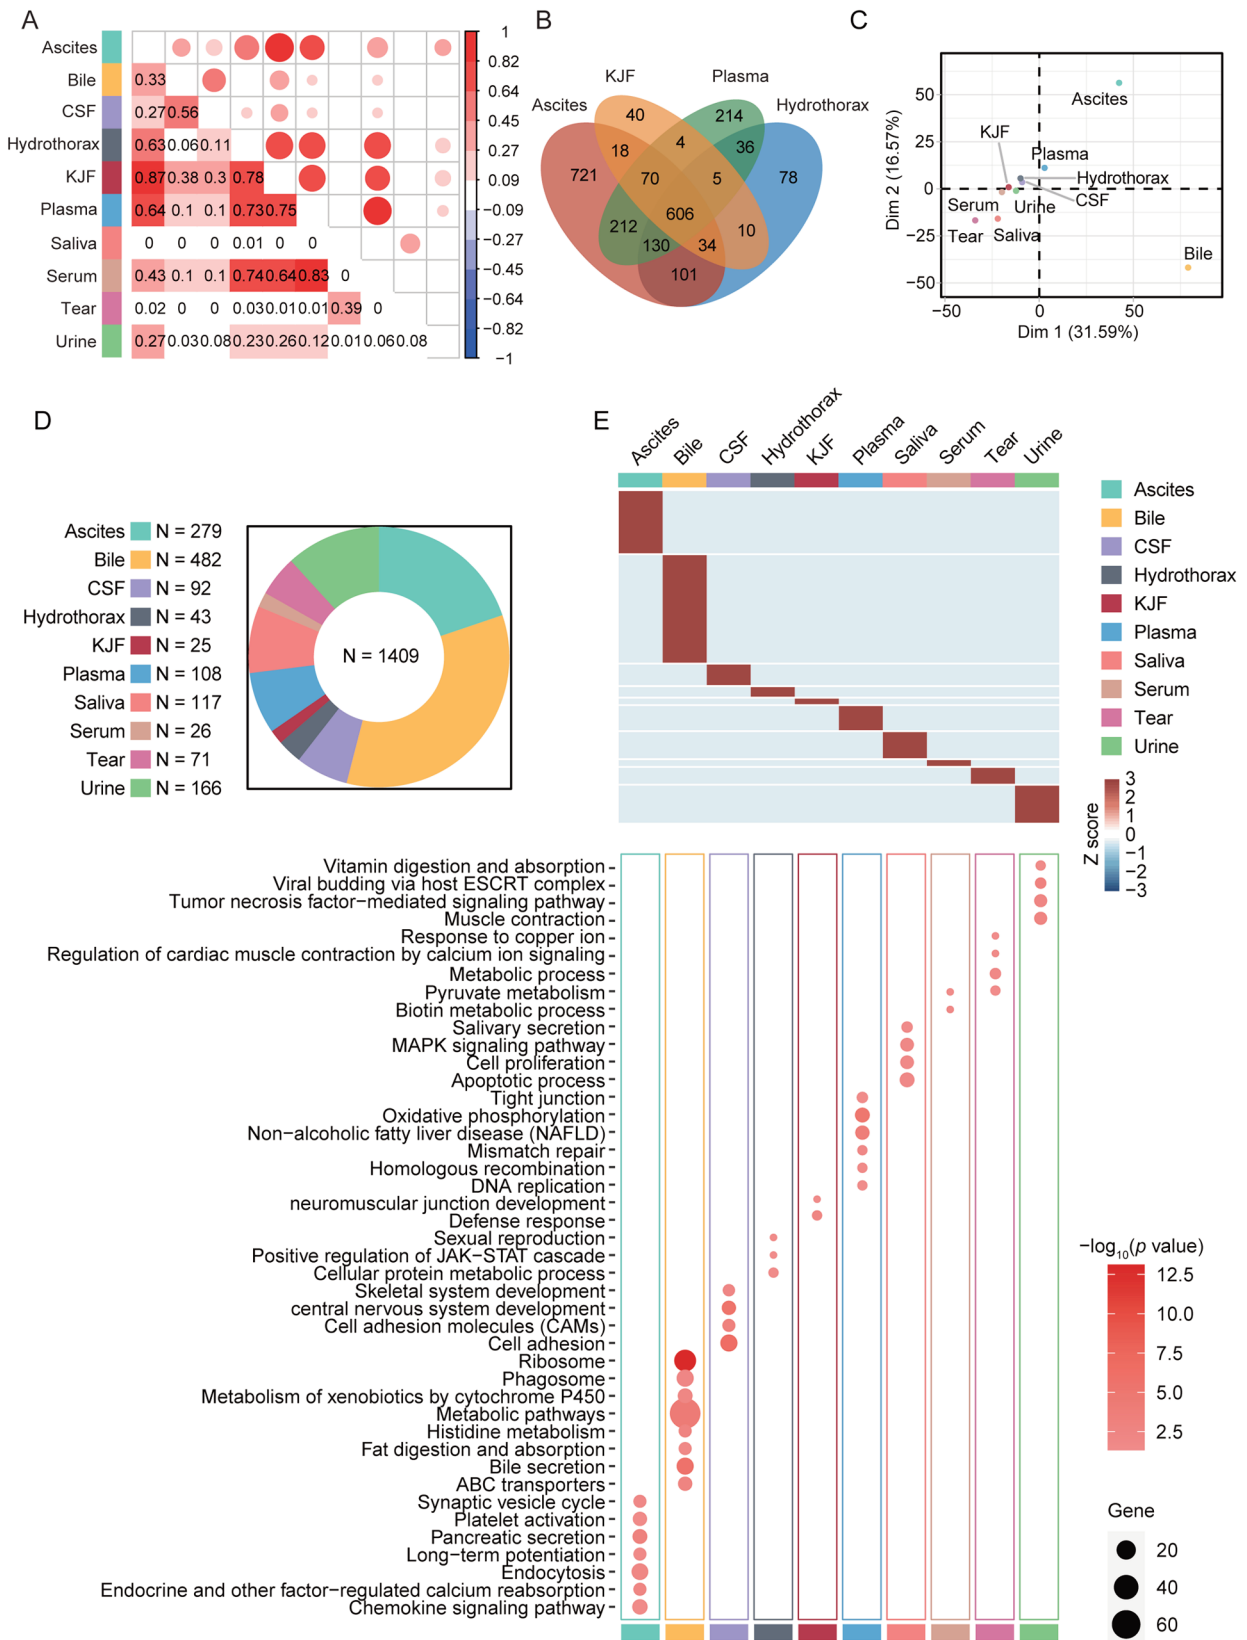 A
Ascites
Bile
CSF
Hydrothorax
KJF
Plasma
Saliva
Serum
Tear
Urine
0.33
0.27 0.56
0.63 0.06 0.11
0.87 0.38 0.3 0.78
0.64 0.1 0.1 0.73 0.75
0 0 0 0.01 0 0
0.43 0.1 0.1 0.74 0.64 0.83 0
0.02 0 0 0.03 0.01 0.01 0.39 0
0.27 0.03 0.08 0.23 0.26 0.12 0.01 0.06 0.08
1
0.82
0.64
0.45
0.27
0.09
−0.09
−0.27
−0.45
−0.64
−0.82
−1
B
KJF Plasma
Ascites Hydrothorax
40 214
18 4 36
721 70 5 78
606
212 10
130 34
101
C
Dim 2 (16.57%)
50
25
0
−25
−50
Ascites
KJF
Plasma
Hydrothorax
CSF
Serum Urine
Tear Saliva
Bile
−50 0 50
Dim 1 (31.59%)
D
Ascites N = 279
Bile N = 482
CSF N = 92
Hydrothorax N = 43
KJF N = 25
Plasma N = 108
Saliva N = 117
Serum N = 26
Tear N = 71
Urine N = 166
N = 1409
E
Ascites
Bile
CSF
Hydrothorax
KJF
Plasma
Saliva
Serum
Tear
Urine
Ascites
Bile
CSF
Hydrothorax
KJF
Plasma
Saliva
Serum
Tear
Urine
Z score
3
2
1
0
−1
−2
−3
Vitamin digestion and absorption
Viral budding via host ESCRT complex
Tumor necrosis factor−mediated signaling pathway
Muscle contraction
Response to copper ion
Regulation of cardiac muscle contraction by calcium ion signaling
Metabolic process
Pyruvate metabolism
Biotin metabolic process
Salivary secretion
MAPK signaling pathway
Cell proliferation
Apoptotic process
Tight junction
Oxidative phosphorylation
Non−alcoholic fatty liver disease (NAFLD)
Mismatch repair
Homologous recombination
DNA replication
neuromuscular junction development
Defense response
Sexual reproduction
Positive regulation of JAK−STAT cascade
Cellular protein metabolic process
Skeletal system development
central nervous system development
Cell adhesion molecules (CAMs)
Cell adhesion
Ribosome
Phagosome
Metabolism of xenobiotics by cytochrome P450
Metabolic pathways
Histidine metabolism
Fat digestion and absorption
Bile secretion
ABC transporters
Synaptic vesicle cycle
Platelet activation
Pancreatic secretion
Long−term potentiation
Endocytosis
Endocrine and other factor−regulated calcium reabsorption
Chemokine signaling pathway
−log10(p value)
12.5
10.0
7.5
5.0
2.5
Gene
20
40
60